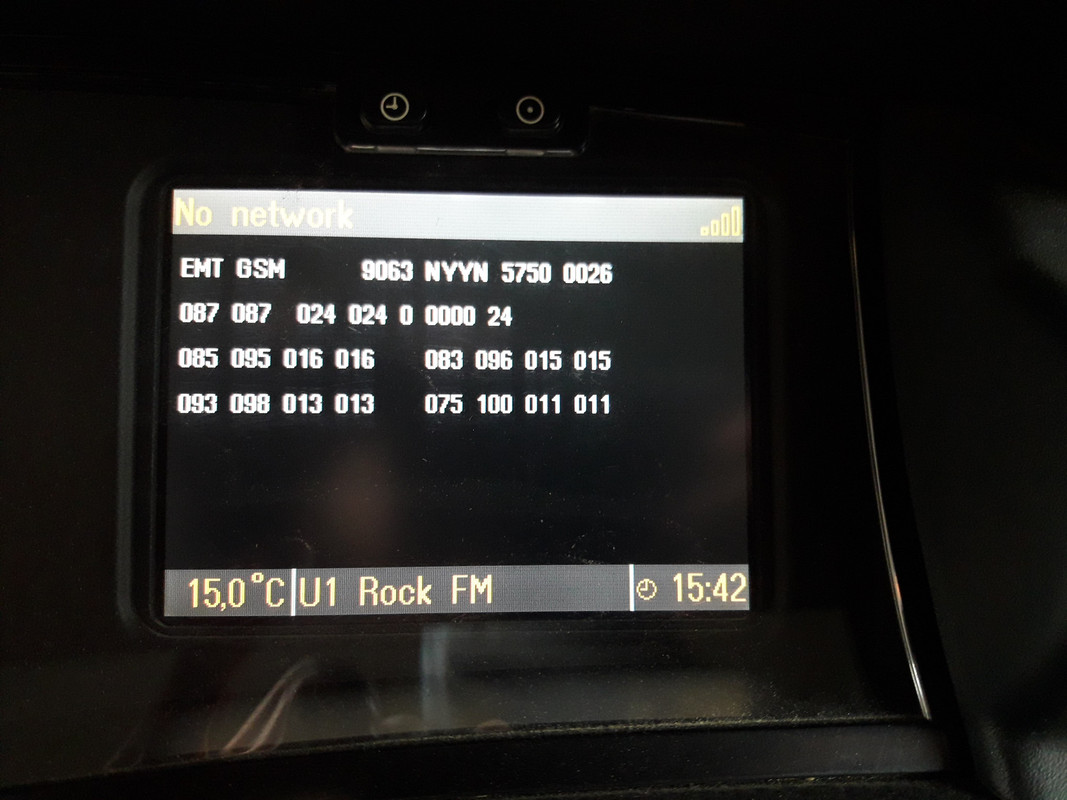 No network
EMT GSM 9063 NYYN 5750 0026
087 087 024 024 0 0000 24
085 095 016 016 083 096 015 015
093 098 013 013 075 100 011 011
15,0°C U1 Rock FM 15:42